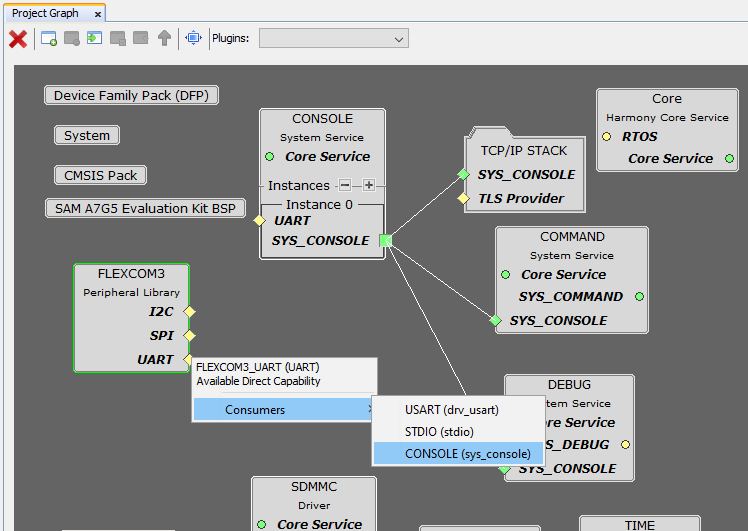 Project Graph
Plugins:
Device Family Pack (DFP)
System
CMSIS Pack
SAM A7G5 Evaluation Kit BSP
CONSOLE
System Service
Core Service
Instances
Instance 0
UART
SYS_CONSOLE
TCP/IP STACK
SYS_CONSOLE
TLS Provider
Core
Harmony Core Service
RTOS
Core Service
COMMAND
System Service
Core Service
SYS_COMMAND
SYS_CONSOLE
FLEXCOM3
Peripheral Library
I2C
SPI
UART
FLEXCOM3_UART (UART)
Available Direct Capability
Consumers
USART (drv_usart)
STDIO (stdio)
CONSOLE (sys_console)
DEBUG
tem Service
ore Service
S_DEBUG
SYS_CONSOLE
SDMMC
Driver
Core Service
TIME